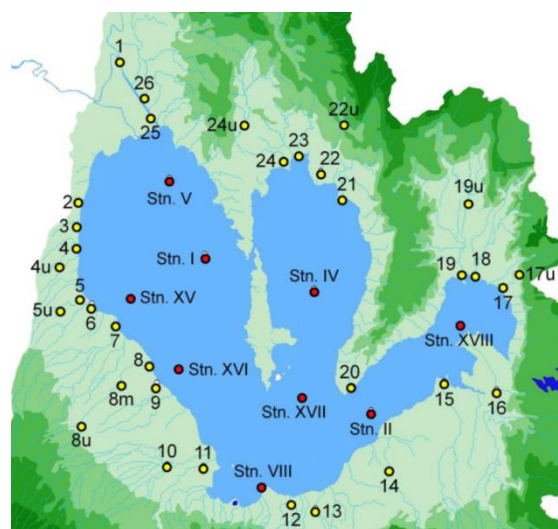 1
26
25
24u
23
22u
24
22
21
Stn. V
2
3
4
4u
Stn. I
19u
19
18
17u
17
5
5u
6
Stn. XV
Stn. IV
7
Stn. XVIII
8
Stn. XVI
8m
9
20
Stn. XVII
Stn. II
15
16
8u
10
11
Stn. VIII
14
12
13